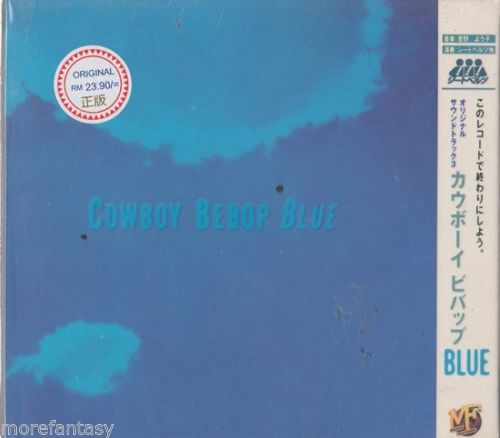 ORIGINAL
RM 23.90/=
正版
COWBOY BEBOP BLUE
音楽 菅野 よう子
演奏 シートベルツ他
シートベルツ
このレコードで終わりにしよう。
オリジナル
サウンドトラック3
カウボーイ ビバップ
BLUE
MF
morefantasy